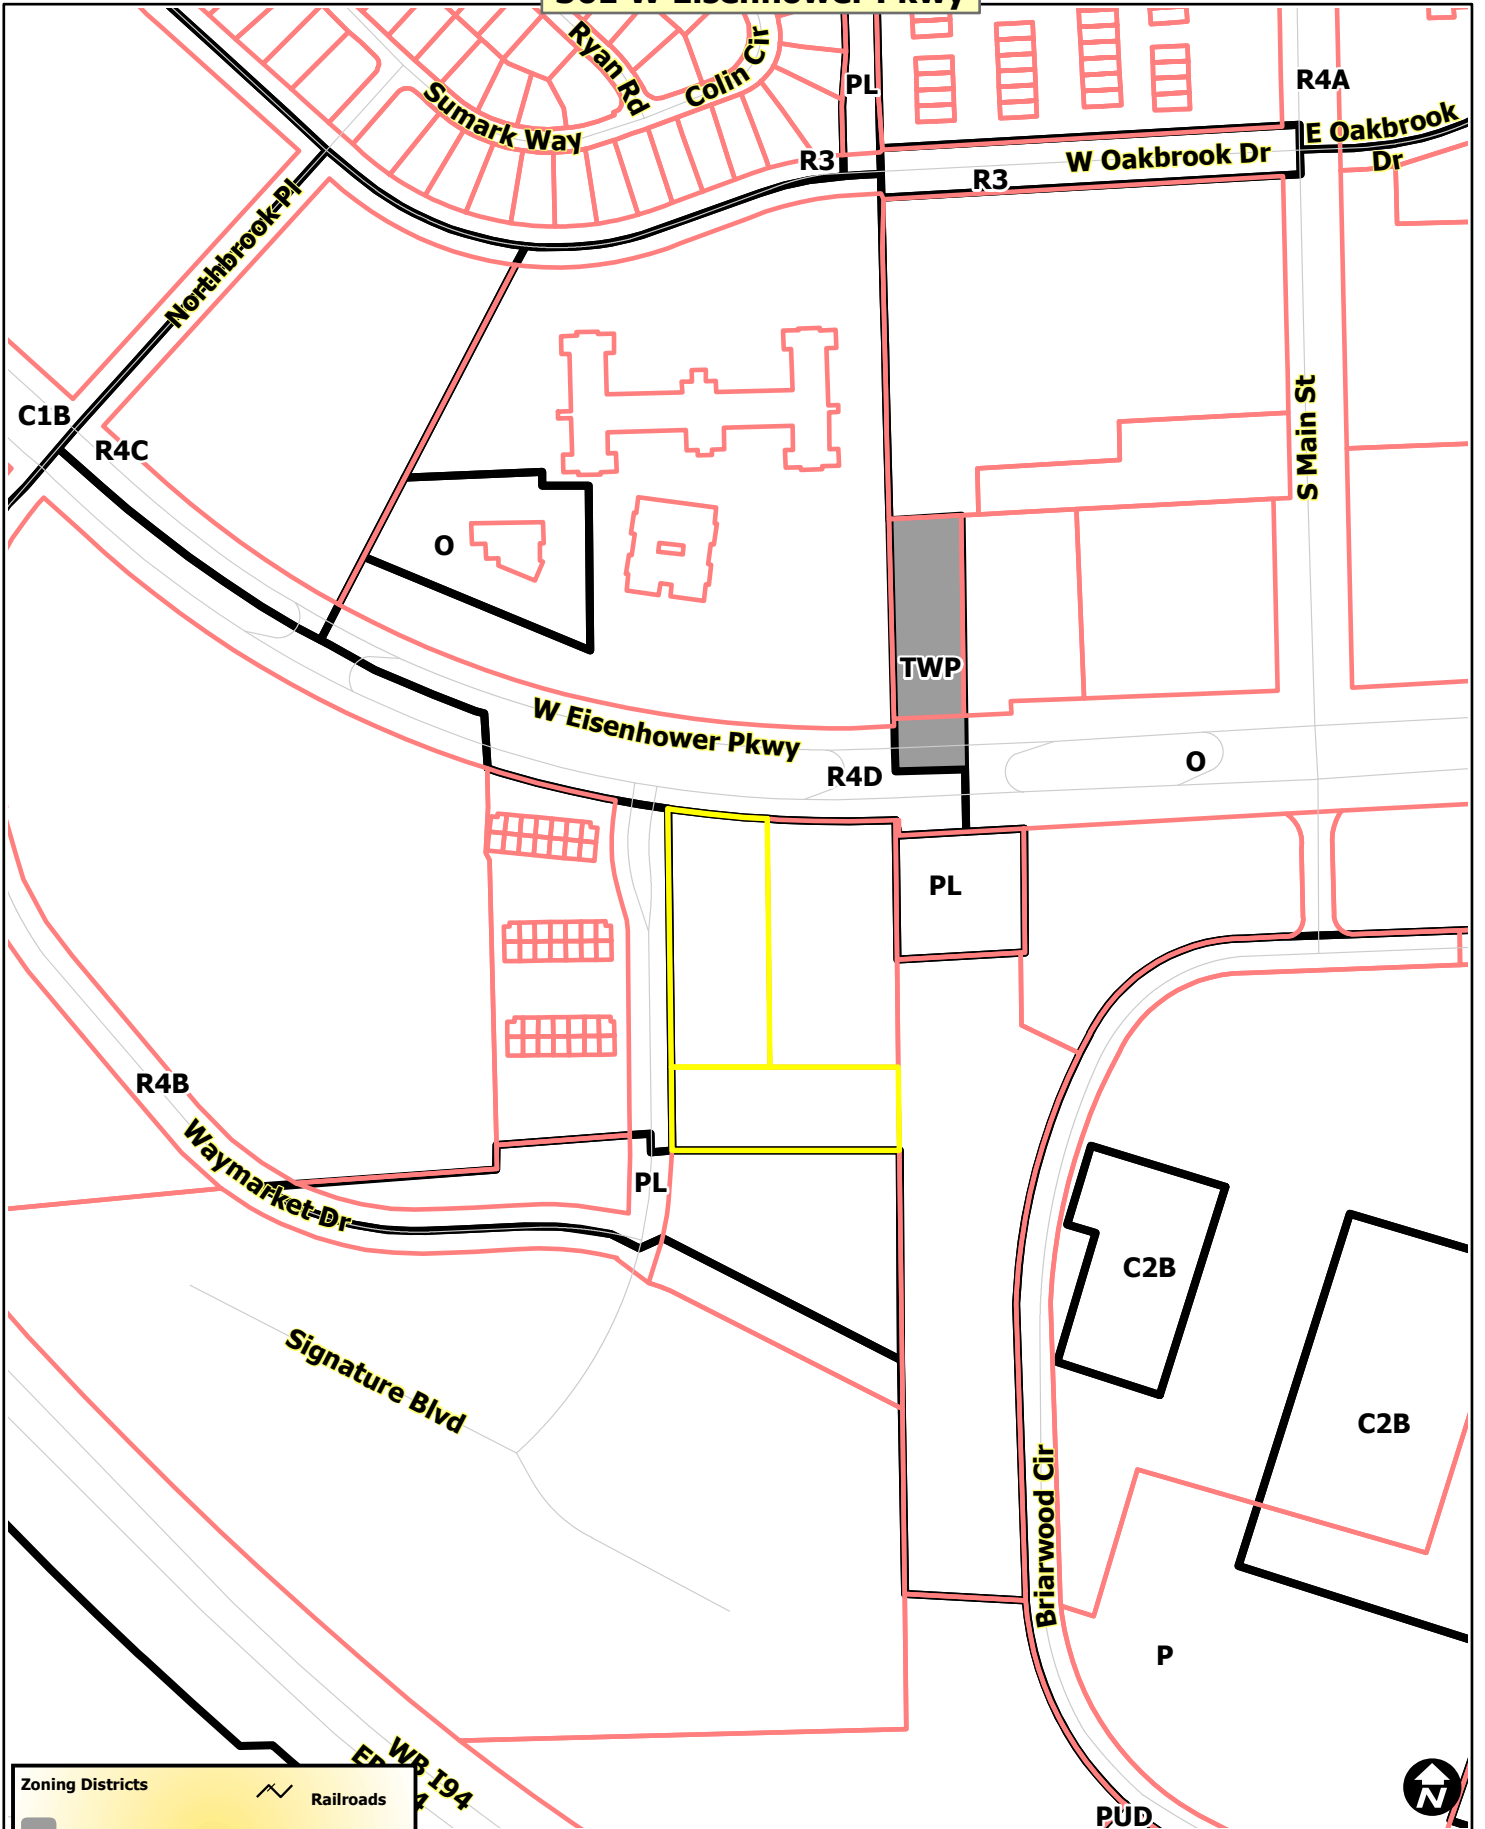 Ryan Rd
Colin Cir
Sumark Way
PL
R4A
E Oakbrook
Dr
W Oakbrook Dr
R3
R3
Northbrook Pl
C1B
R4C
S Main St
O
TWP
W Eisenhower Pkwy
R4D
O
PL
R4B
Waymarket Dr
PL
C2B
Signature Blvd
C2B
Briarwood Cir
P
WB I94
Zoning Districts
Railroads
PUD
N